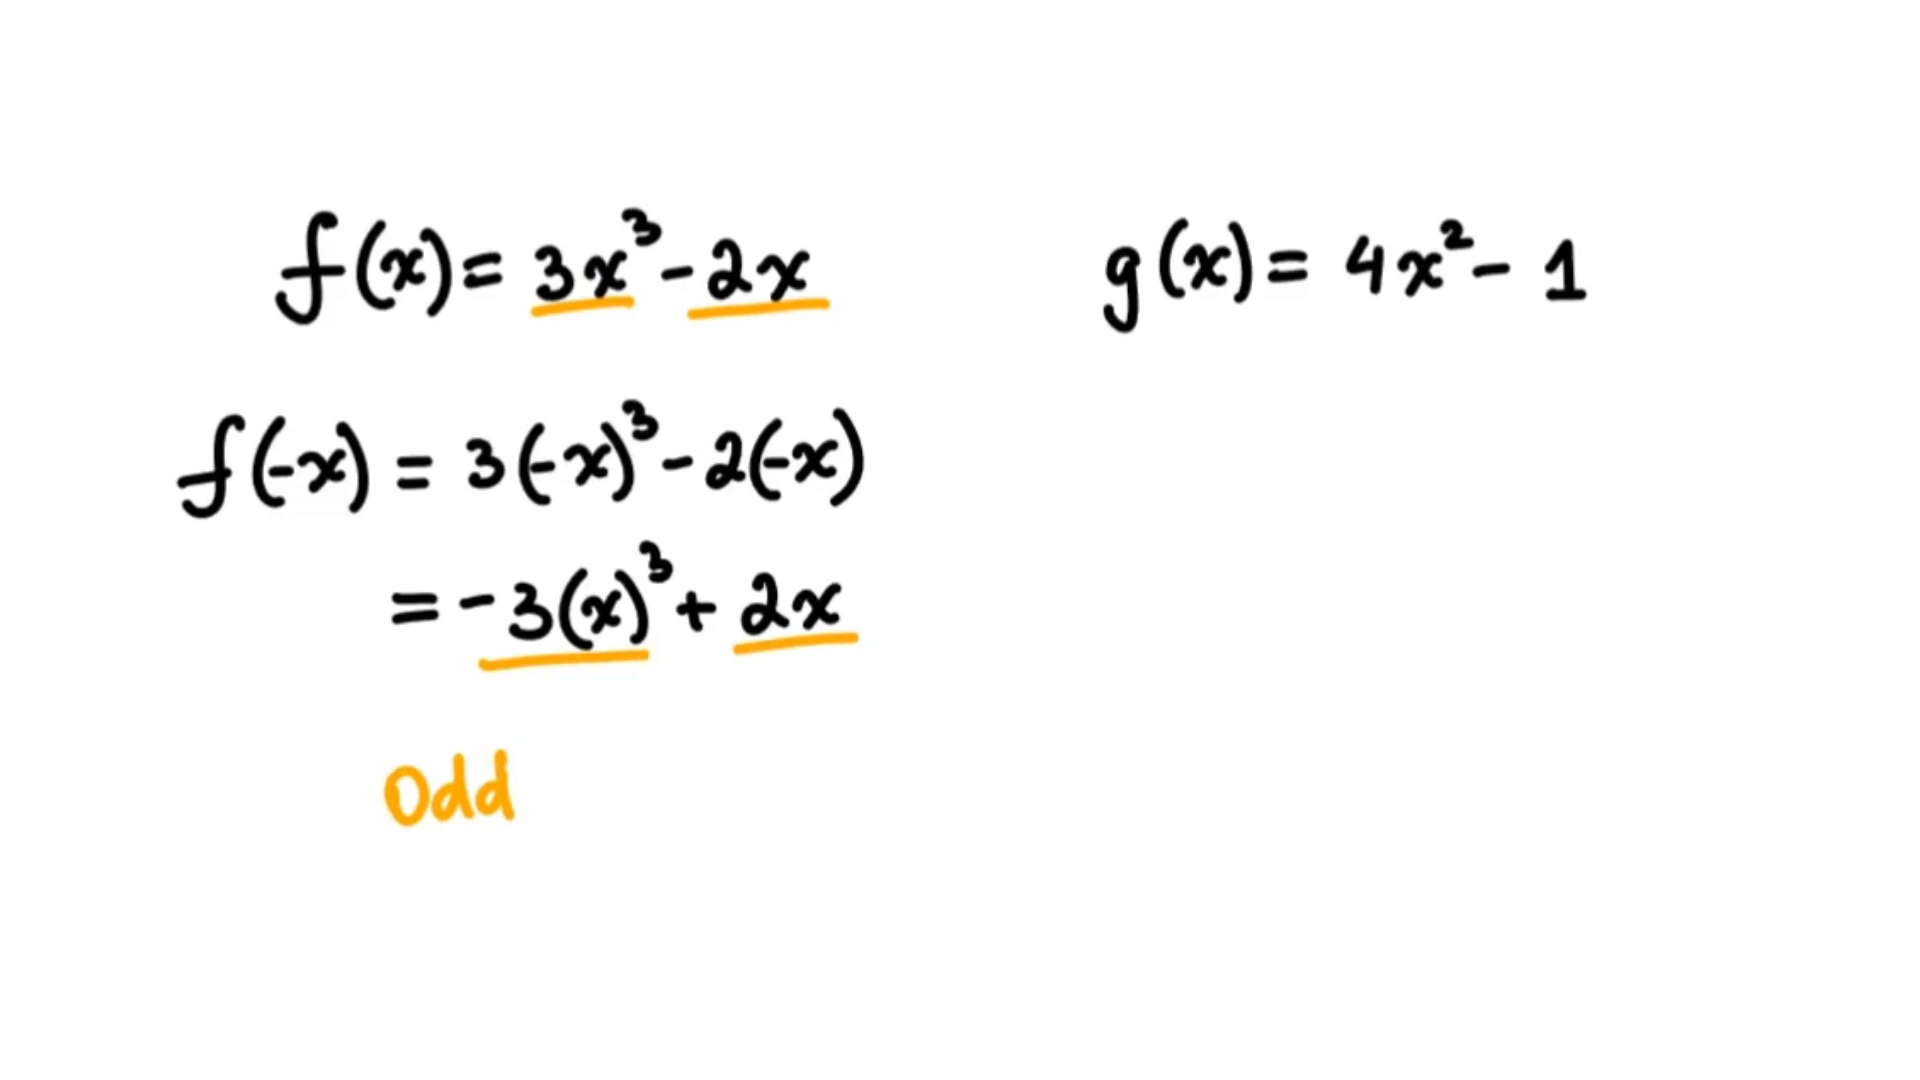 f(x) = 3x³ - 2x
f(-x) = 3(-x)³ - 2(-x)
= -3(x)³ + 2x
Odd
g(x) = 4x² - 1